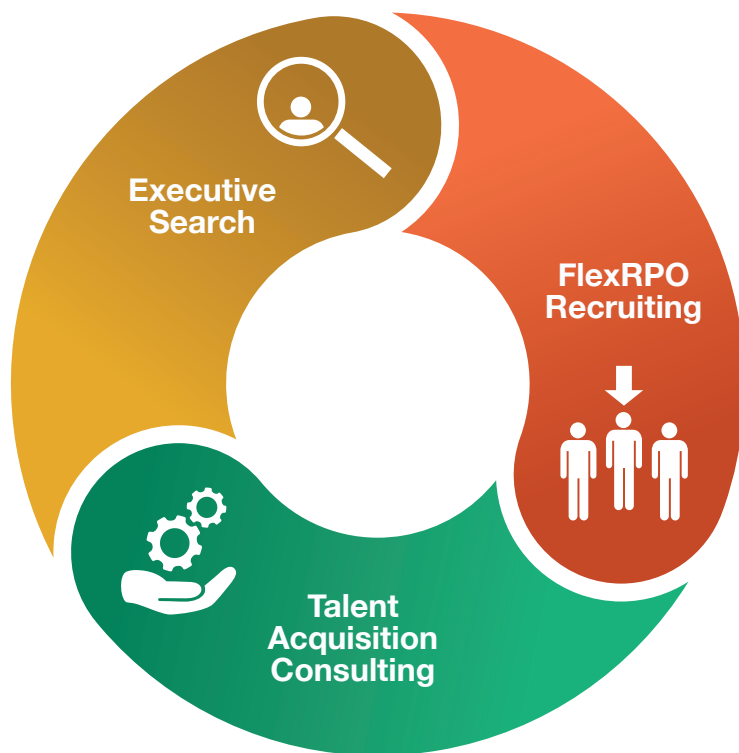 Executive
Search
FlexRPO
Recruiting
Talent
Acquisition
Consulting